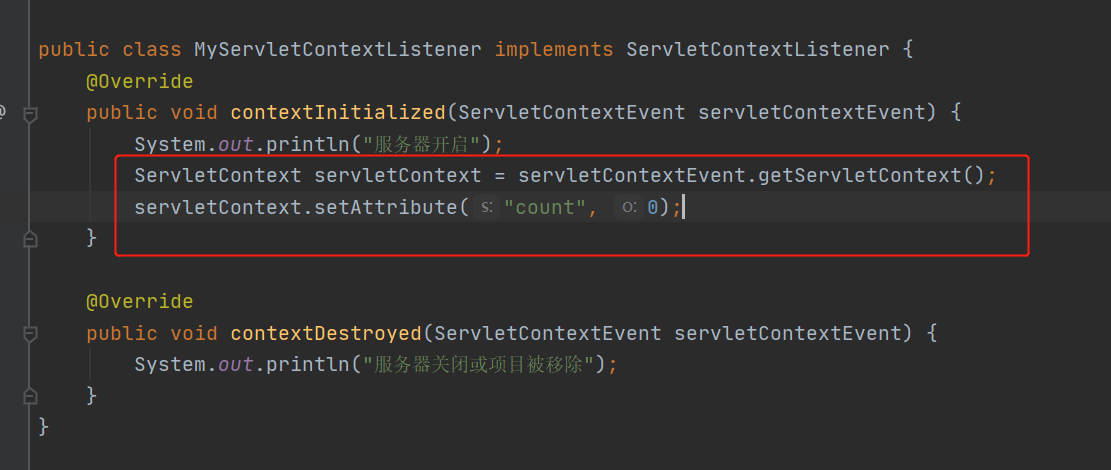 public class MyServletContextListener implements ServletContextListener {
@Override
public void contextInitialized(ServletContextEvent servletContextEvent) {
System.out.println("服务器开启");
ServletContext servletContext = servletContextEvent.getServletContext();
servletContext.setAttribute( s: "count", o: 0);
}
@Override
public void contextDestroyed(ServletContextEvent servletContextEvent) {
System.out.println("服务器关闭或项目被移除");
}
}